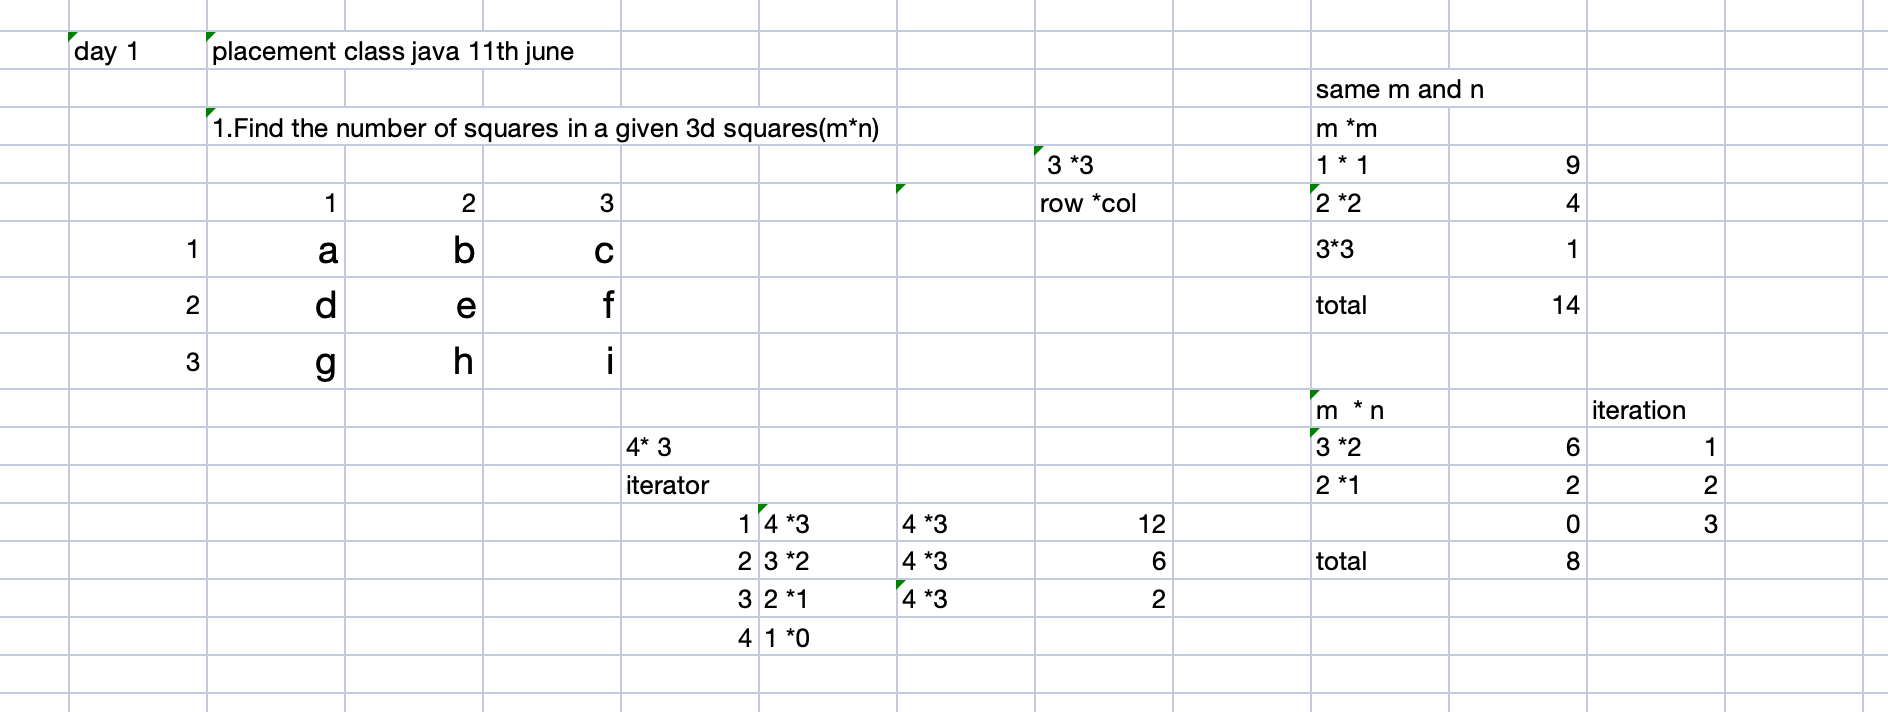 day 1 placement class java 11th june
same m and n
1.Find the number of squares in a given 3d squares(m*n) m *m
3 *3 1 * 1 9
1 2 3 row *col 2 *2 4
1 a b c 3*3 1
2 d e f total 14
3 g h i
m * n iteration
4* 3 3 *2 6 1
iterator 2 *1 2 2
1 4 *3 4 *3 12 0 3
2 3 *2 4 *3 6 total 8
3 2 *1 4 *3 2
4 1 *0